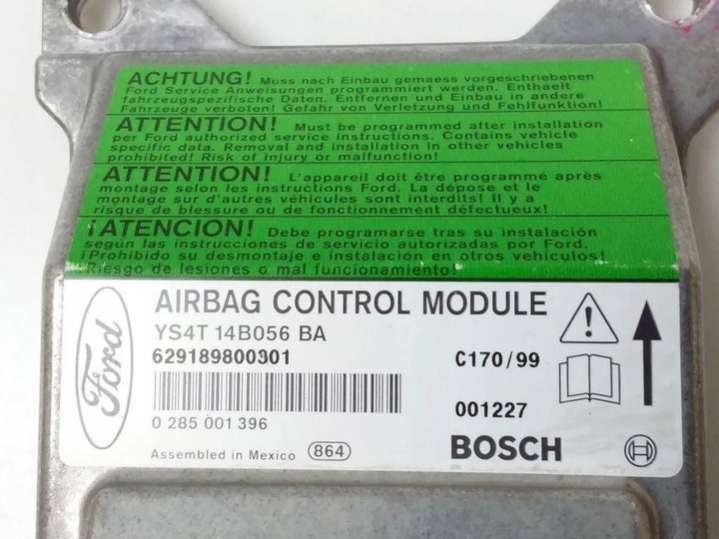 ACHTUNG! Muss nach Einbau gemaess vorgeschriebenen
Ford Service Anweisungen programmiert werden. Enthaelt
fahrzeugspezifische Daten. Entfernen und Einbau in andere
Fahrzeuge verboten! Gefahr von Verletzung und Fehlfunktion!
ATTENTION! Must be programmed after installation
per Ford authorized service instructions. Contains vehicle
specific data. Removal and installation in other vehicles
prohibited! Risk of injury or malfunction!
ATTENTION! L'appareil doit être programmé après
montage selon les instructions Ford. La dépose et le
montage sur d'autres véhicules sont interdits! Il y a
risque de blessure ou de fonctionnement défectueux!
¡ATENCION! Debe programarse tras su instalación
según las instrucciones de servicio autorizadas por Ford.
¡Prohibido su desmontaje e instalación en otros vehículos!
Riesgo de lesiones o mal funcionamiento!
Ford
AIRBAG CONTROL MODULE
YS4T 14B056 BA
629189800301
C170/99
0 285 001 396
001227
Assembled in Mexico 864
BOSCH